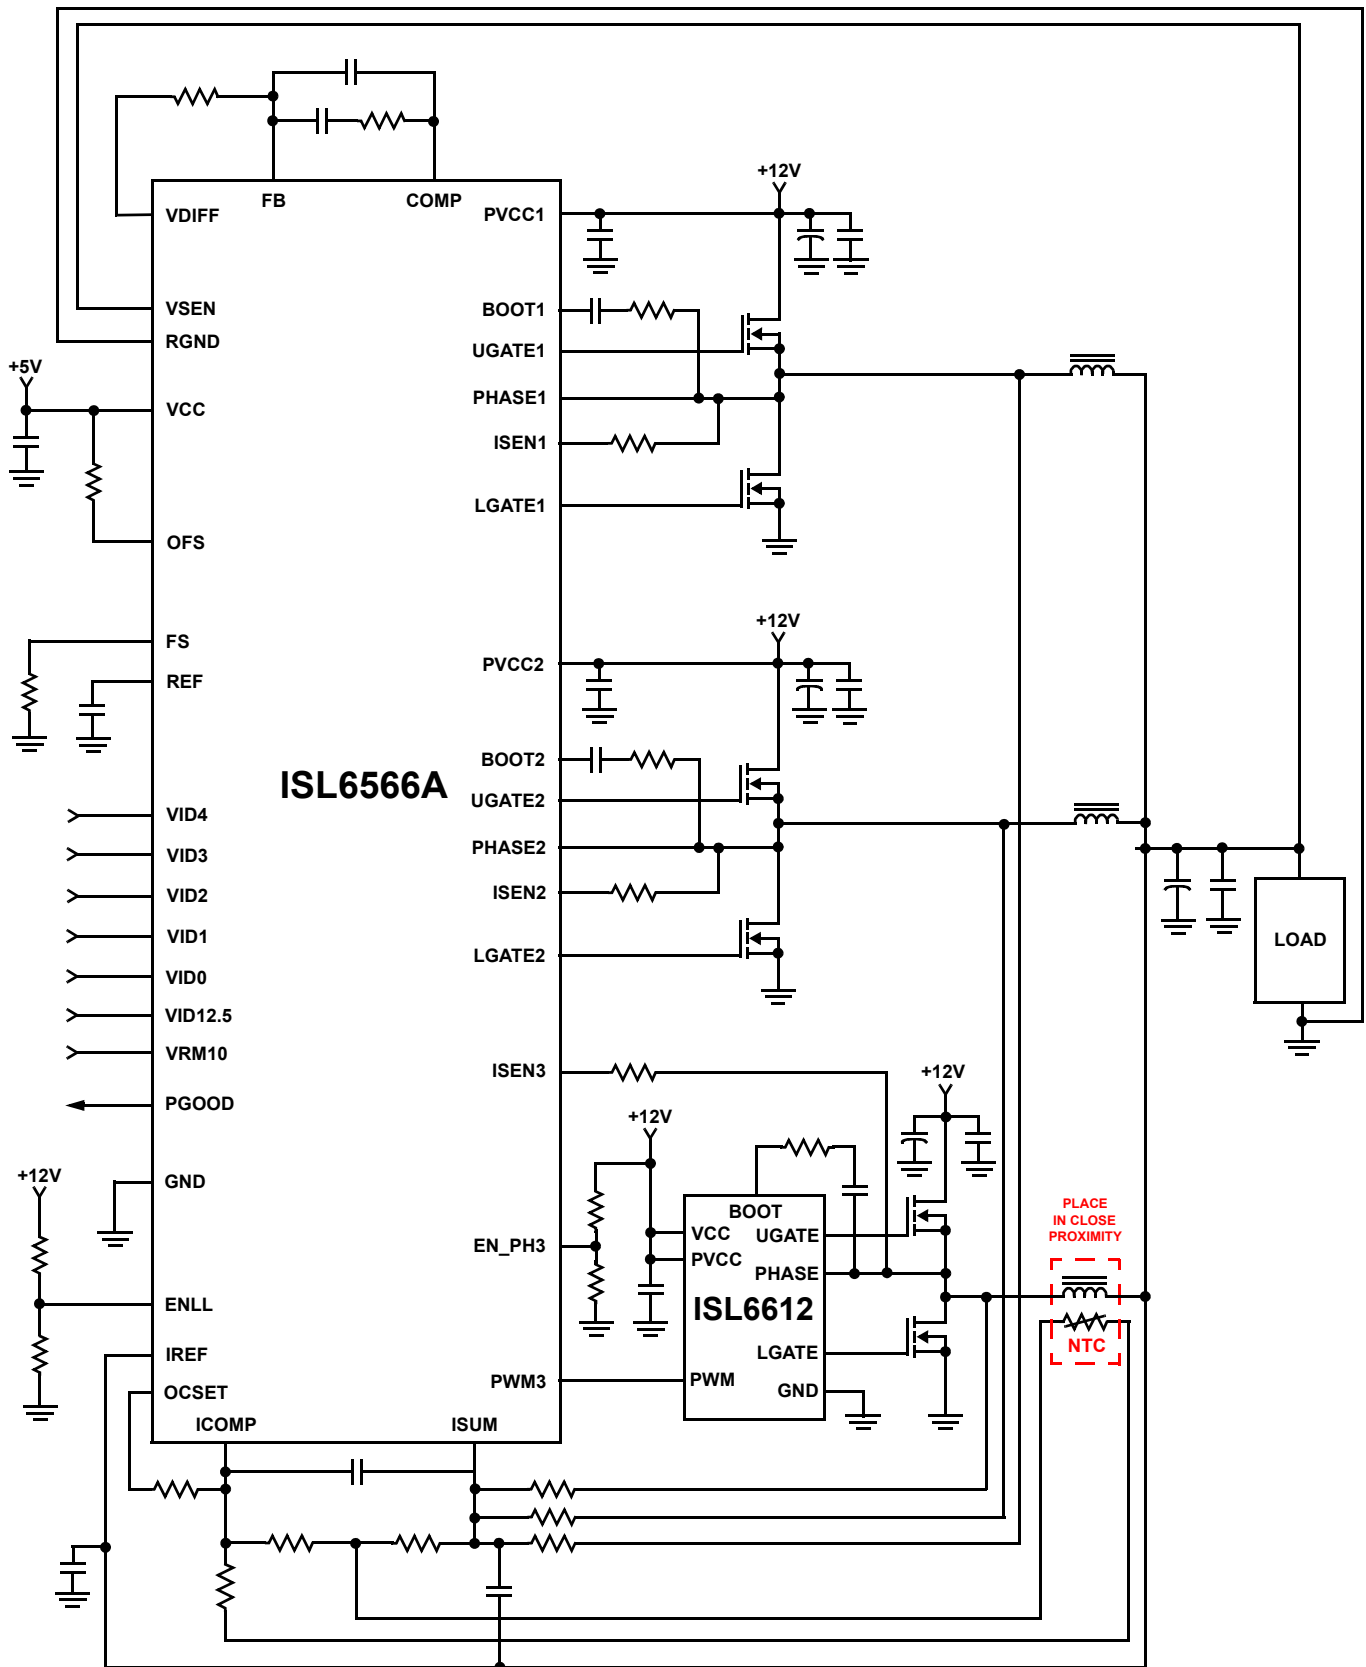 +12V
FB
COMP
VDIFF
PVCC1
VSEN
BOOT1
RGND
UGATE1
+5V
PHASE1
VCC
ISEN1
LGATE1
OFS
+12V
FS
PVCC2
REF
BOOT2
ISL6566A
UGATE2
VID4
PHASE2
VID3
ISEN2
VID2
VID1
LOAD
LGATE2
VID0
VID12.5
VRM10
ISEN3
+12V
PGOOD
+12V
+12V
GND
PLACE
IN CLOSE
PROXIMITY
BOOT
VCC
UGATE
EN_PH3
PVCC
PHASE
ENLL
ISL6612
NTC
IREF
LGATE
OCSET
PWM3
PWM
GND
ICOMP
ISUM